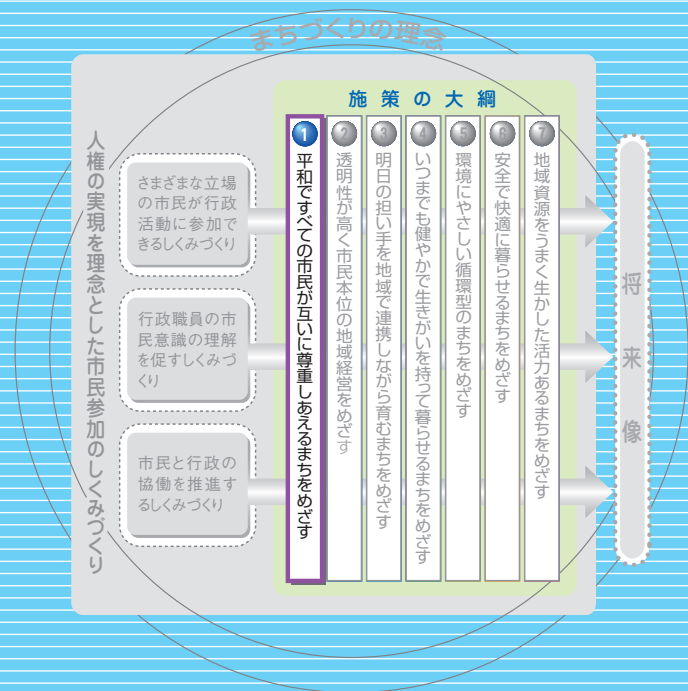 まちづくりの理念
人権の実現を理念とした市民参加のしくみづくり
さまざまな立場
の市民が行政
活動に参加で
きるしくみづくり
行政職員の市
民意識の理解
を促すしくみづ
くり
市民と行政の
協働を推進す
るしくみづくり
施策の大綱
1 平和ですべての市民が互いに尊重しあえるまちをめざす
2 透明性が高く市民本位の地域経営をめざす
3 明日の担い手を地域で連携しながら育むまちをめざす
4 いつまでも健やかで生きがいを持って暮らせるまちをめざす
5 環境にやさしい循環型のまちをめざす
6 安全で快適に暮らせるまちをめざす
7 地域資源をうまく生かした活力あるまちをめざす
将来像